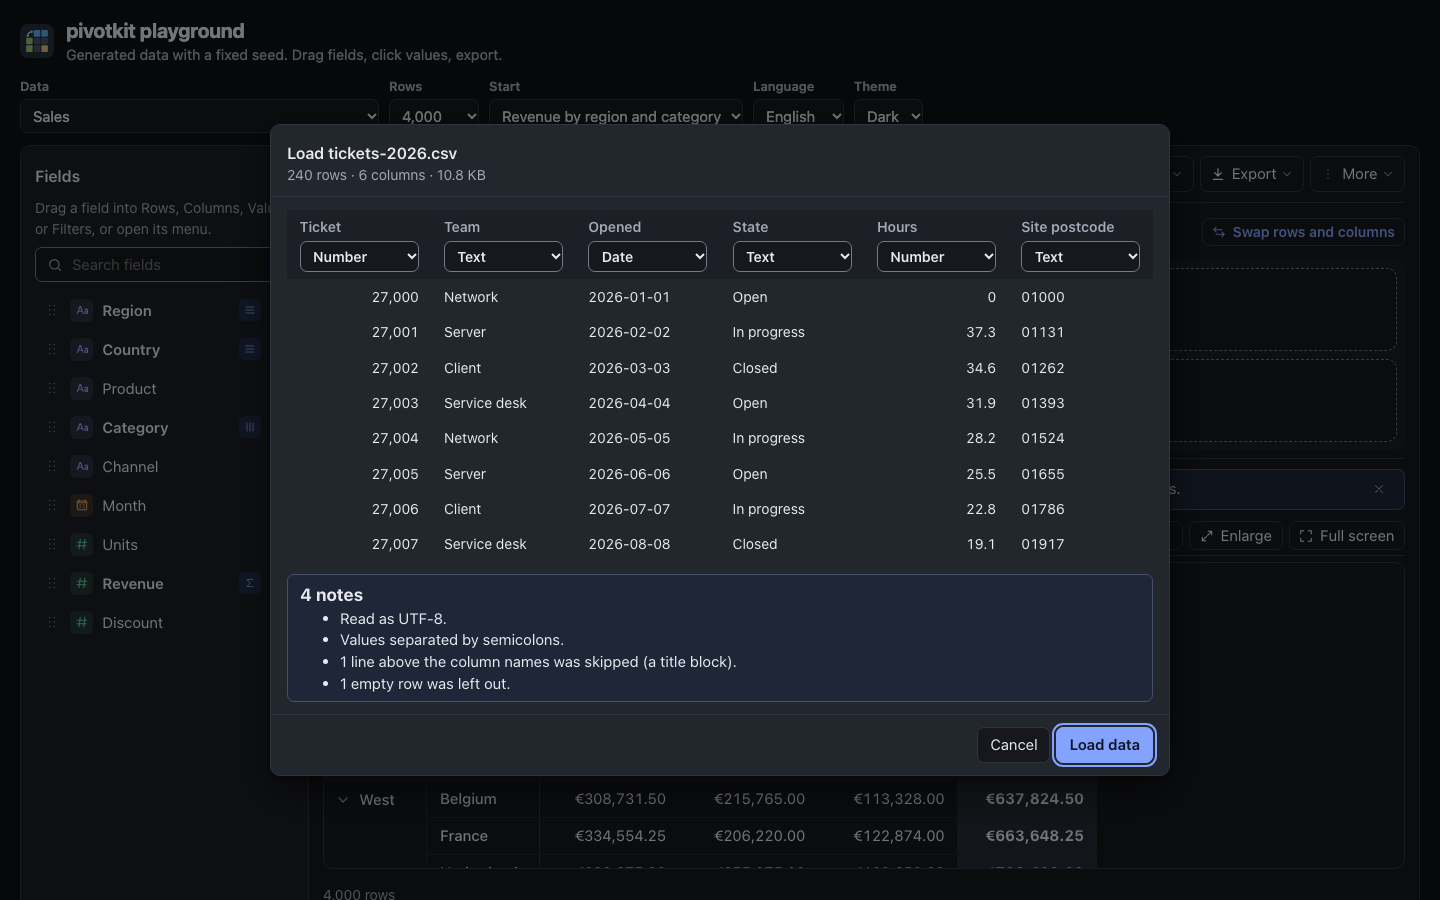 pivotkit playground
Generated data with a fixed seed. Drag fields, click values, export.
Data
Rows
Start
Language
Theme
Sales
4,000
Revenue by region and category
English
Dark
Load tickets-2026.csv
240 rows · 6 columns · 10.8 KB
Fields
Drag a field into Rows, Columns,
or Filters, or open its menu.
Search fields
Aa Region
Aa Country
Aa Product
Aa Category
Aa Channel
Month
# Units
# Revenue Σ
# Discount
Export
More
Swap rows and columns
Enlarge
Full screen
Ticket Team Opened State Hours Site postcode
Number Text Date Text Number Text
27,000 Network 2026-01-01 Open 0 01000
27,001 Server 2026-02-02 In progress 37.3 01131
27,002 Client 2026-03-03 Closed 34.6 01262
27,003 Service desk 2026-04-04 Open 31.9 01393
27,004 Network 2026-05-05 In progress 28.2 01524
27,005 Server 2026-06-06 Open 25.5 01655
27,006 Client 2026-07-07 In progress 22.8 01786
27,007 Service desk 2026-08-08 Closed 19.1 01917
4 notes
Read as UTF-8.
Values separated by semicolons.
1 line above the column names was skipped (a title block).
1 empty row was left out.
Cancel
Load data
West Belgium €308,731.50 €215,765.00 €113,328.00 €637,824.50
France €334,554.25 €206,220.00 €122,874.00 €663,648.25
4,000 rows